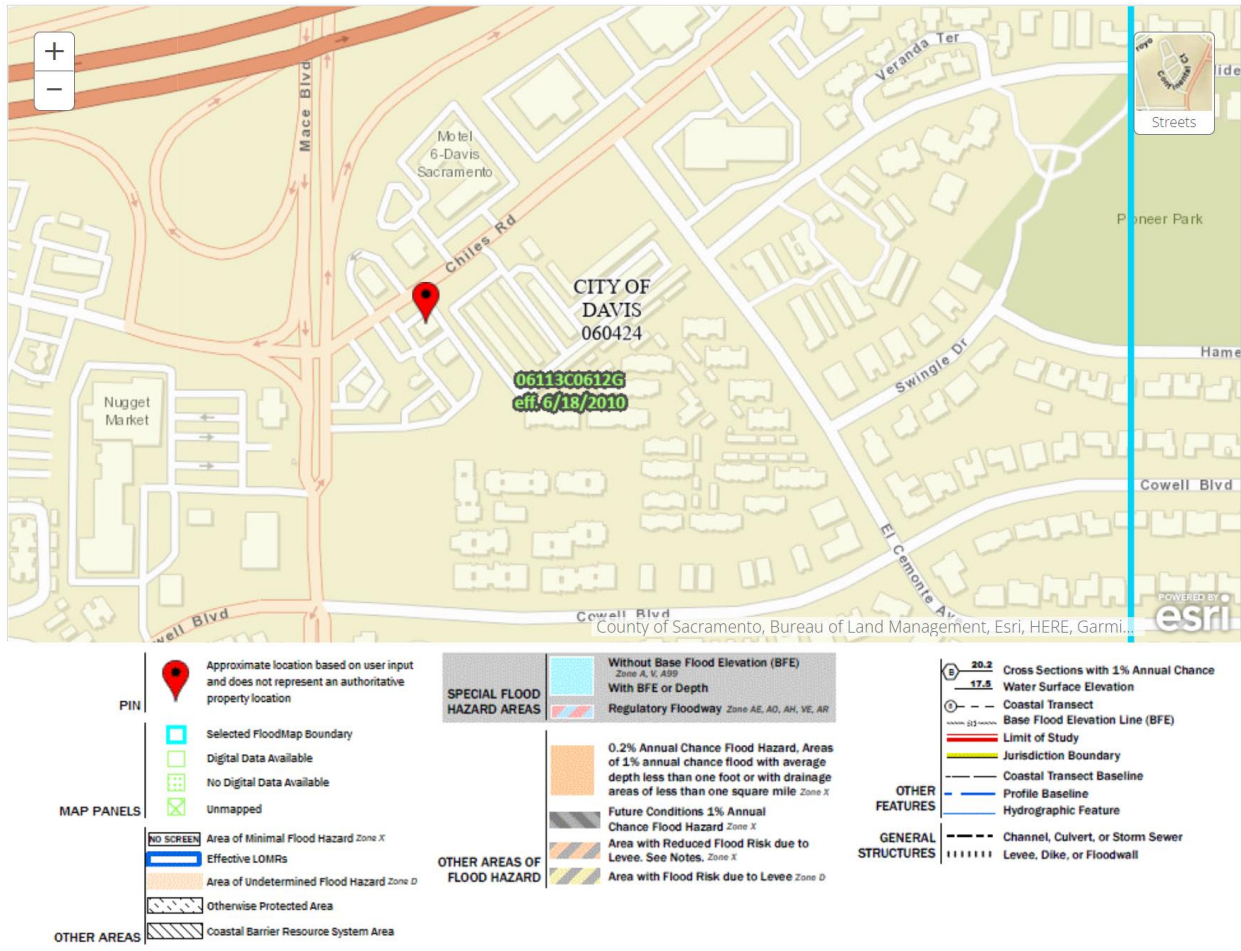 +
−
Mace Blvd
Motel
6-Davis
Sacramento
Veranda Ter
royo
Continental
Ct
lide
Streets
Pioneer Park
Chiles Rd
CITY OF
DAVIS
060424
06113C0612G
eff. 6/18/2010
Swingle Dr
Hame
Nugget
Market
Cowell Blvd
El Cemonte Ave
well Blvd
Cowell Blvd
County of Sacramento, Bureau of Land Management, Esri, HERE, Garmi...
POWERED BY
esri
PIN
Approximate location based on user input
and does not represent an authoritative
property location
MAP PANELS
Selected FloodMap Boundary
Digital Data Available
No Digital Data Available
Unmapped
OTHER AREAS
NO SCREEN Area of Minimal Flood Hazard Zone X
Effective LOMRs
Area of Undetermined Flood Hazard Zone D
Otherwise Protected Area
Coastal Barrier Resource System Area
SPECIAL FLOOD
HAZARD AREAS
Without Base Flood Elevation (BFE)
Zone A, V, A99
With BFE or Depth
Regulatory Floodway Zone AE, AO, AH, VE, AR
OTHER AREAS OF
FLOOD HAZARD
0.2% Annual Chance Flood Hazard, Areas
of 1% annual chance flood with average
depth less than one foot or with drainage
areas of less than one square mile Zone X
Future Conditions 1% Annual
Chance Flood Hazard Zone X
Area with Reduced Flood Risk due to
Levee. See Notes. Zone X
Area with Flood Risk due to Levee Zone D
OTHER
FEATURES
B 20.2 Cross Sections with 1% Annual Chance
17.5 Water Surface Elevation
8 Coastal Transect
513 Base Flood Elevation Line (BFE)
Limit of Study
Jurisdiction Boundary
Coastal Transect Baseline
Profile Baseline
Hydrographic Feature
GENERAL
STRUCTURES
Channel, Culvert, or Storm Sewer
Levee, Dike, or Floodwall